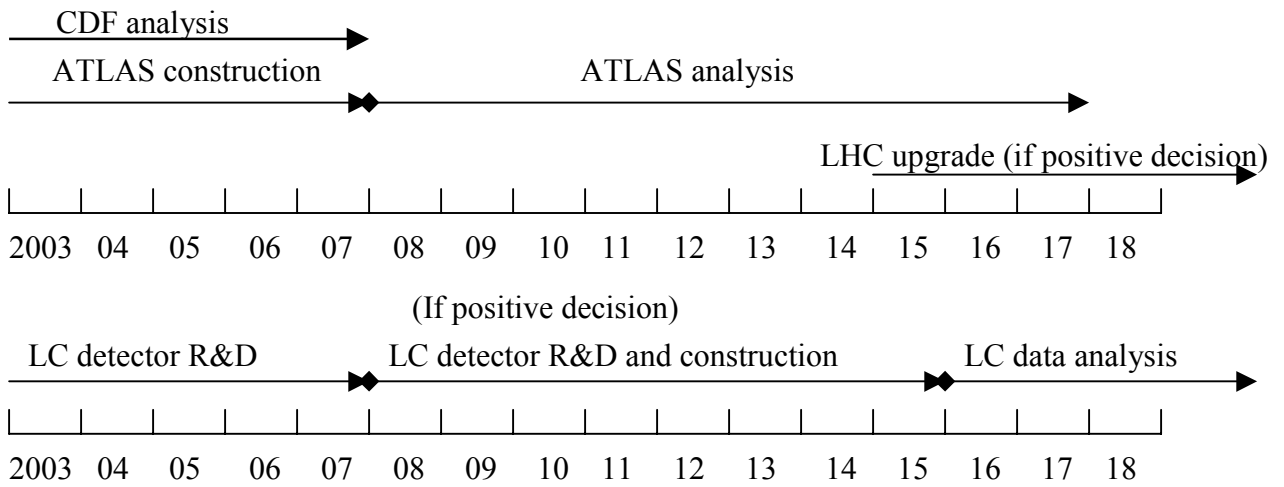 CDF analysis
ATLAS construction ATLAS analysis
LHC upgrade (if positive decision)
2003 04 05 06 07 08 09 10 11 12 13 14 15 16 17 18
(If positive decision)
LC detector R&D LC detector R&D and construction LC data analysis
2003 04 05 06 07 08 09 10 11 12 13 14 15 16 17 18